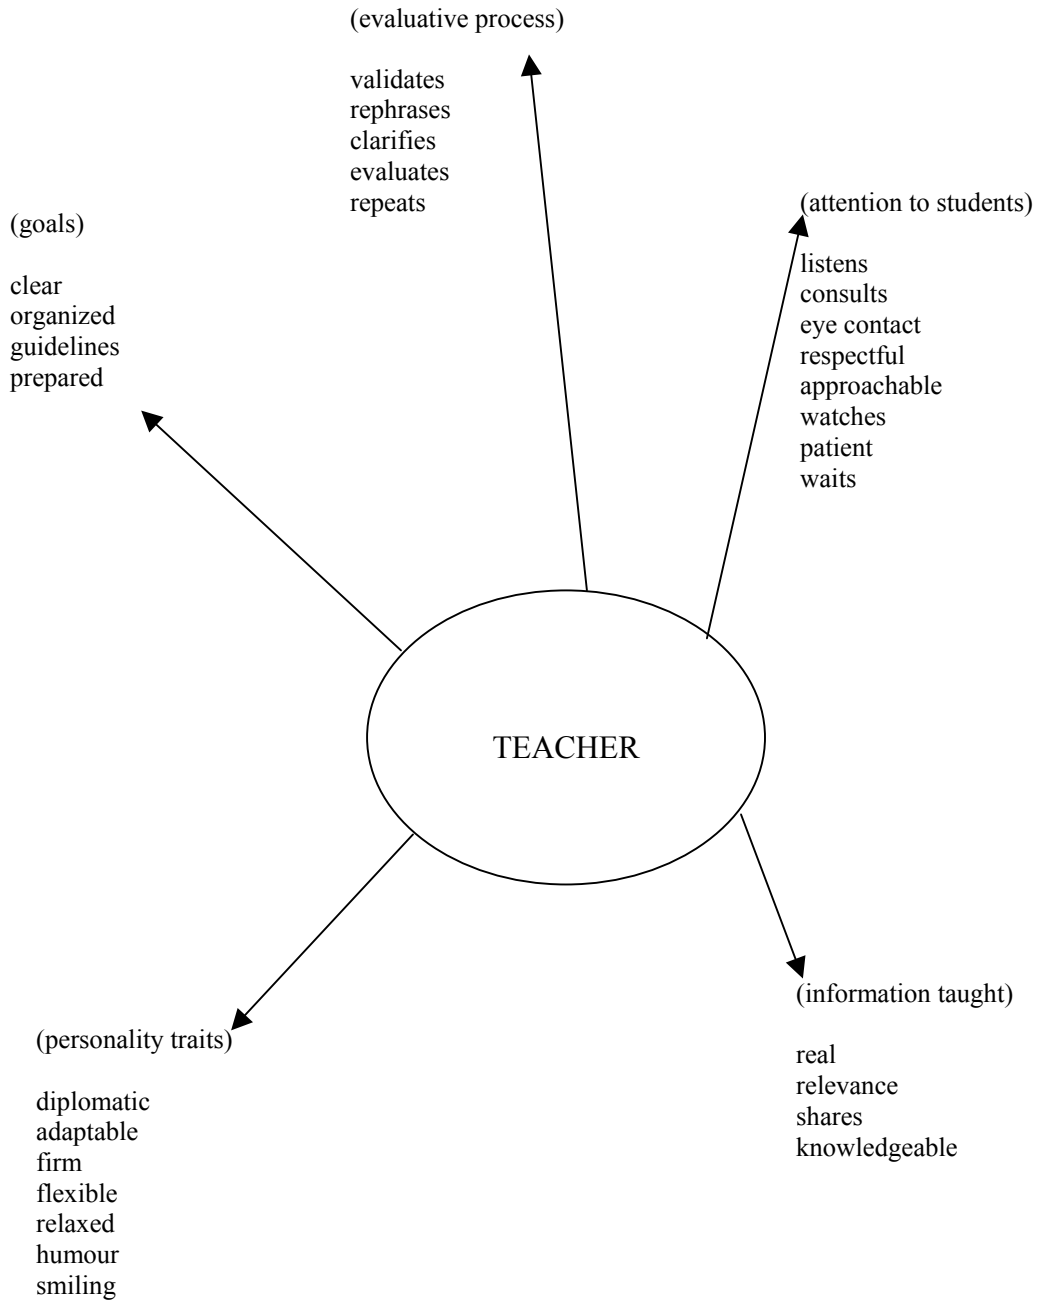 (evaluative process)
validates
rephrases
clarifies
evaluates
repeats
(attention to students)
listens
consults
eye contact
respectful
approachable
watches
patient
waits
(goals)
clear
organized
guidelines
prepared
TEACHER
(information taught)
real
relevance
shares
knowledgeable
(personality traits)
diplomatic
adaptable
firm
flexible
relaxed
humour
smiling